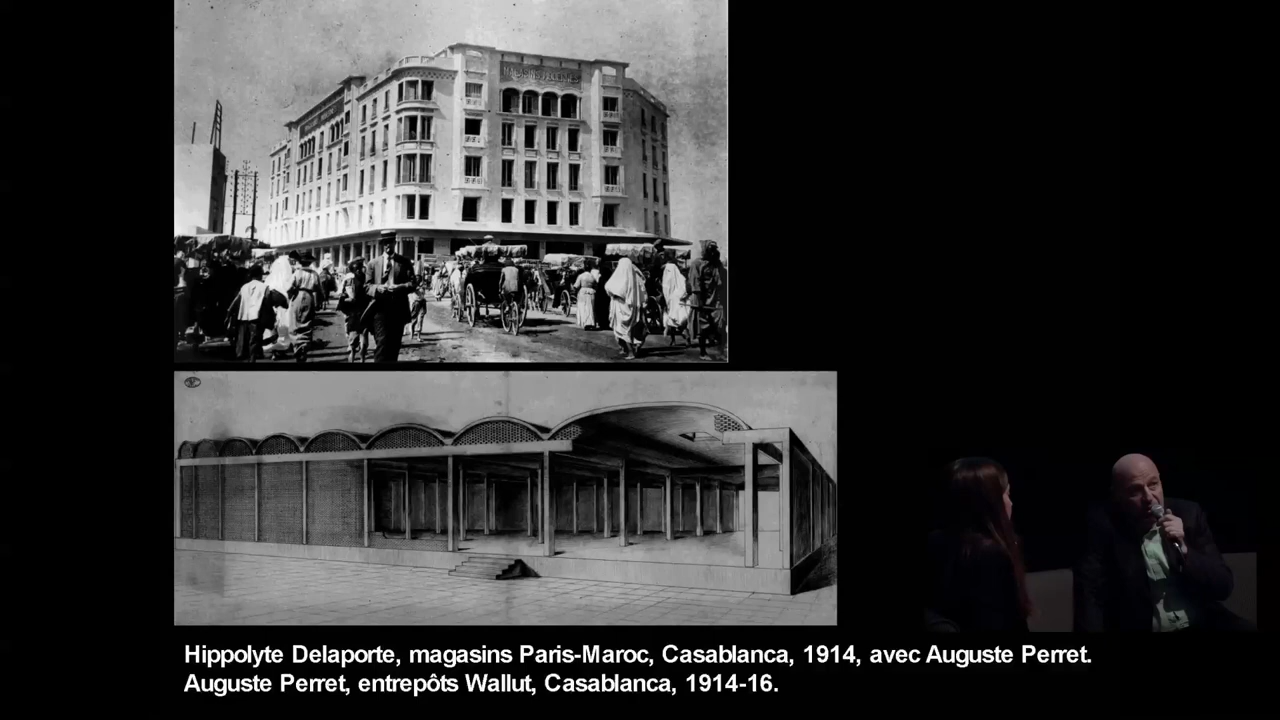 Hippolyte Delaporte, magasins Paris-Maroc, Casablanca, 1914, avec Auguste Perret.
Auguste Perret, entrepôts Wallut, Casablanca, 1914-16.